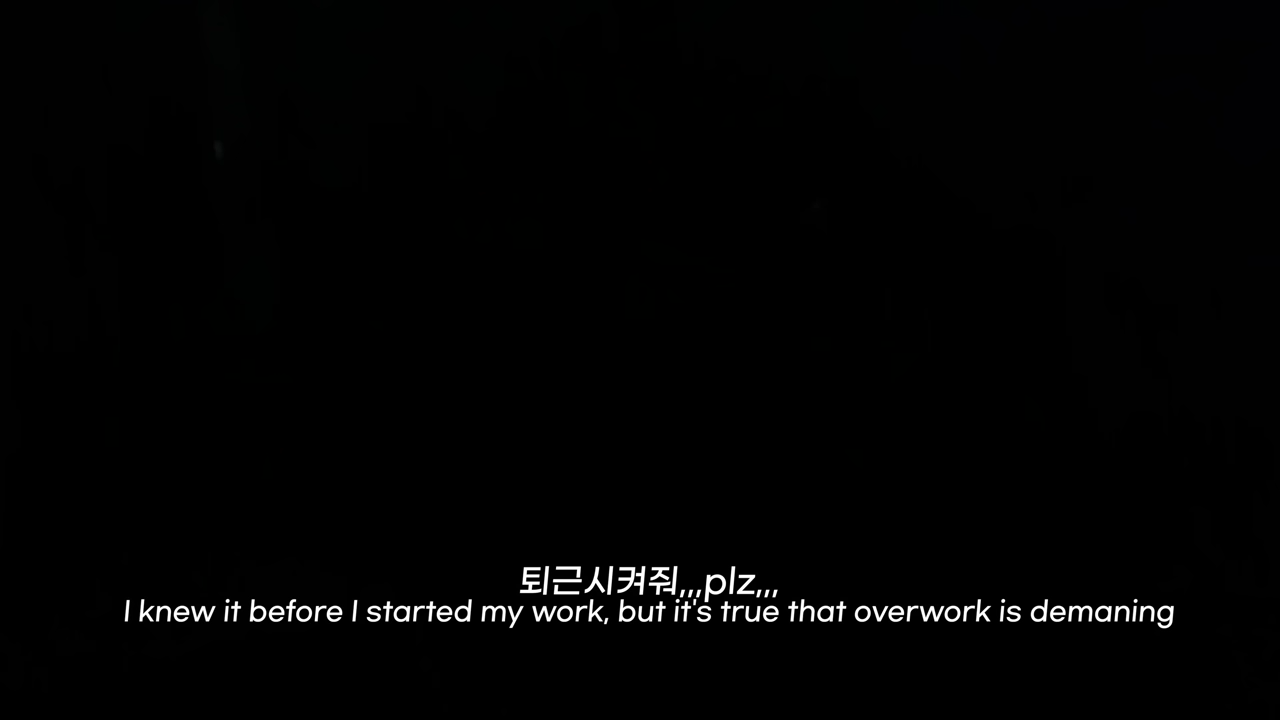 퇴근시켜줘,,,plz,,,
I knew it before I started my work, but it's true that overwork is demaning